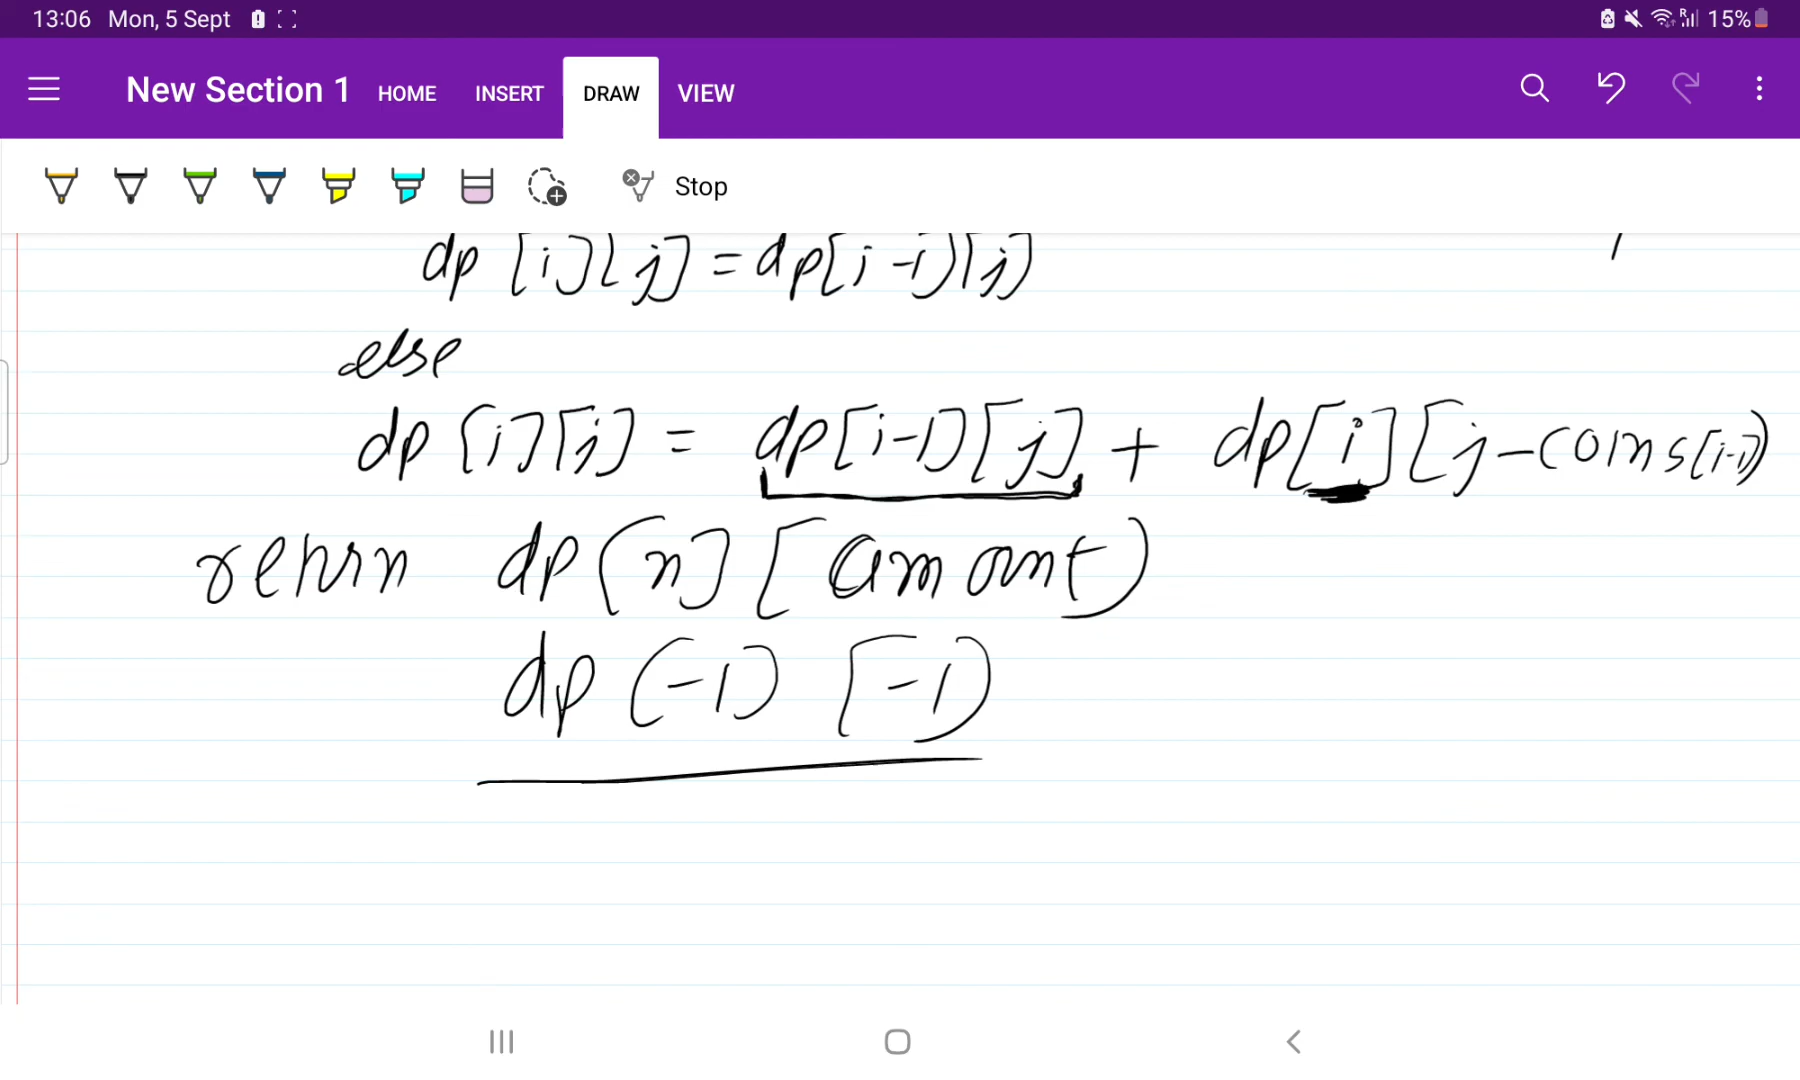 13:06 Mon, 5 Sept 15%
New Section 1 HOME INSERT DRAW VIEW
Stop
dp [i][j] = dp[i-1][j]
else
dp [i][j] = dp[i-1][j] + dp[i][j-coins[i-1]
return dp[n][amount]
dp[-1][-1]